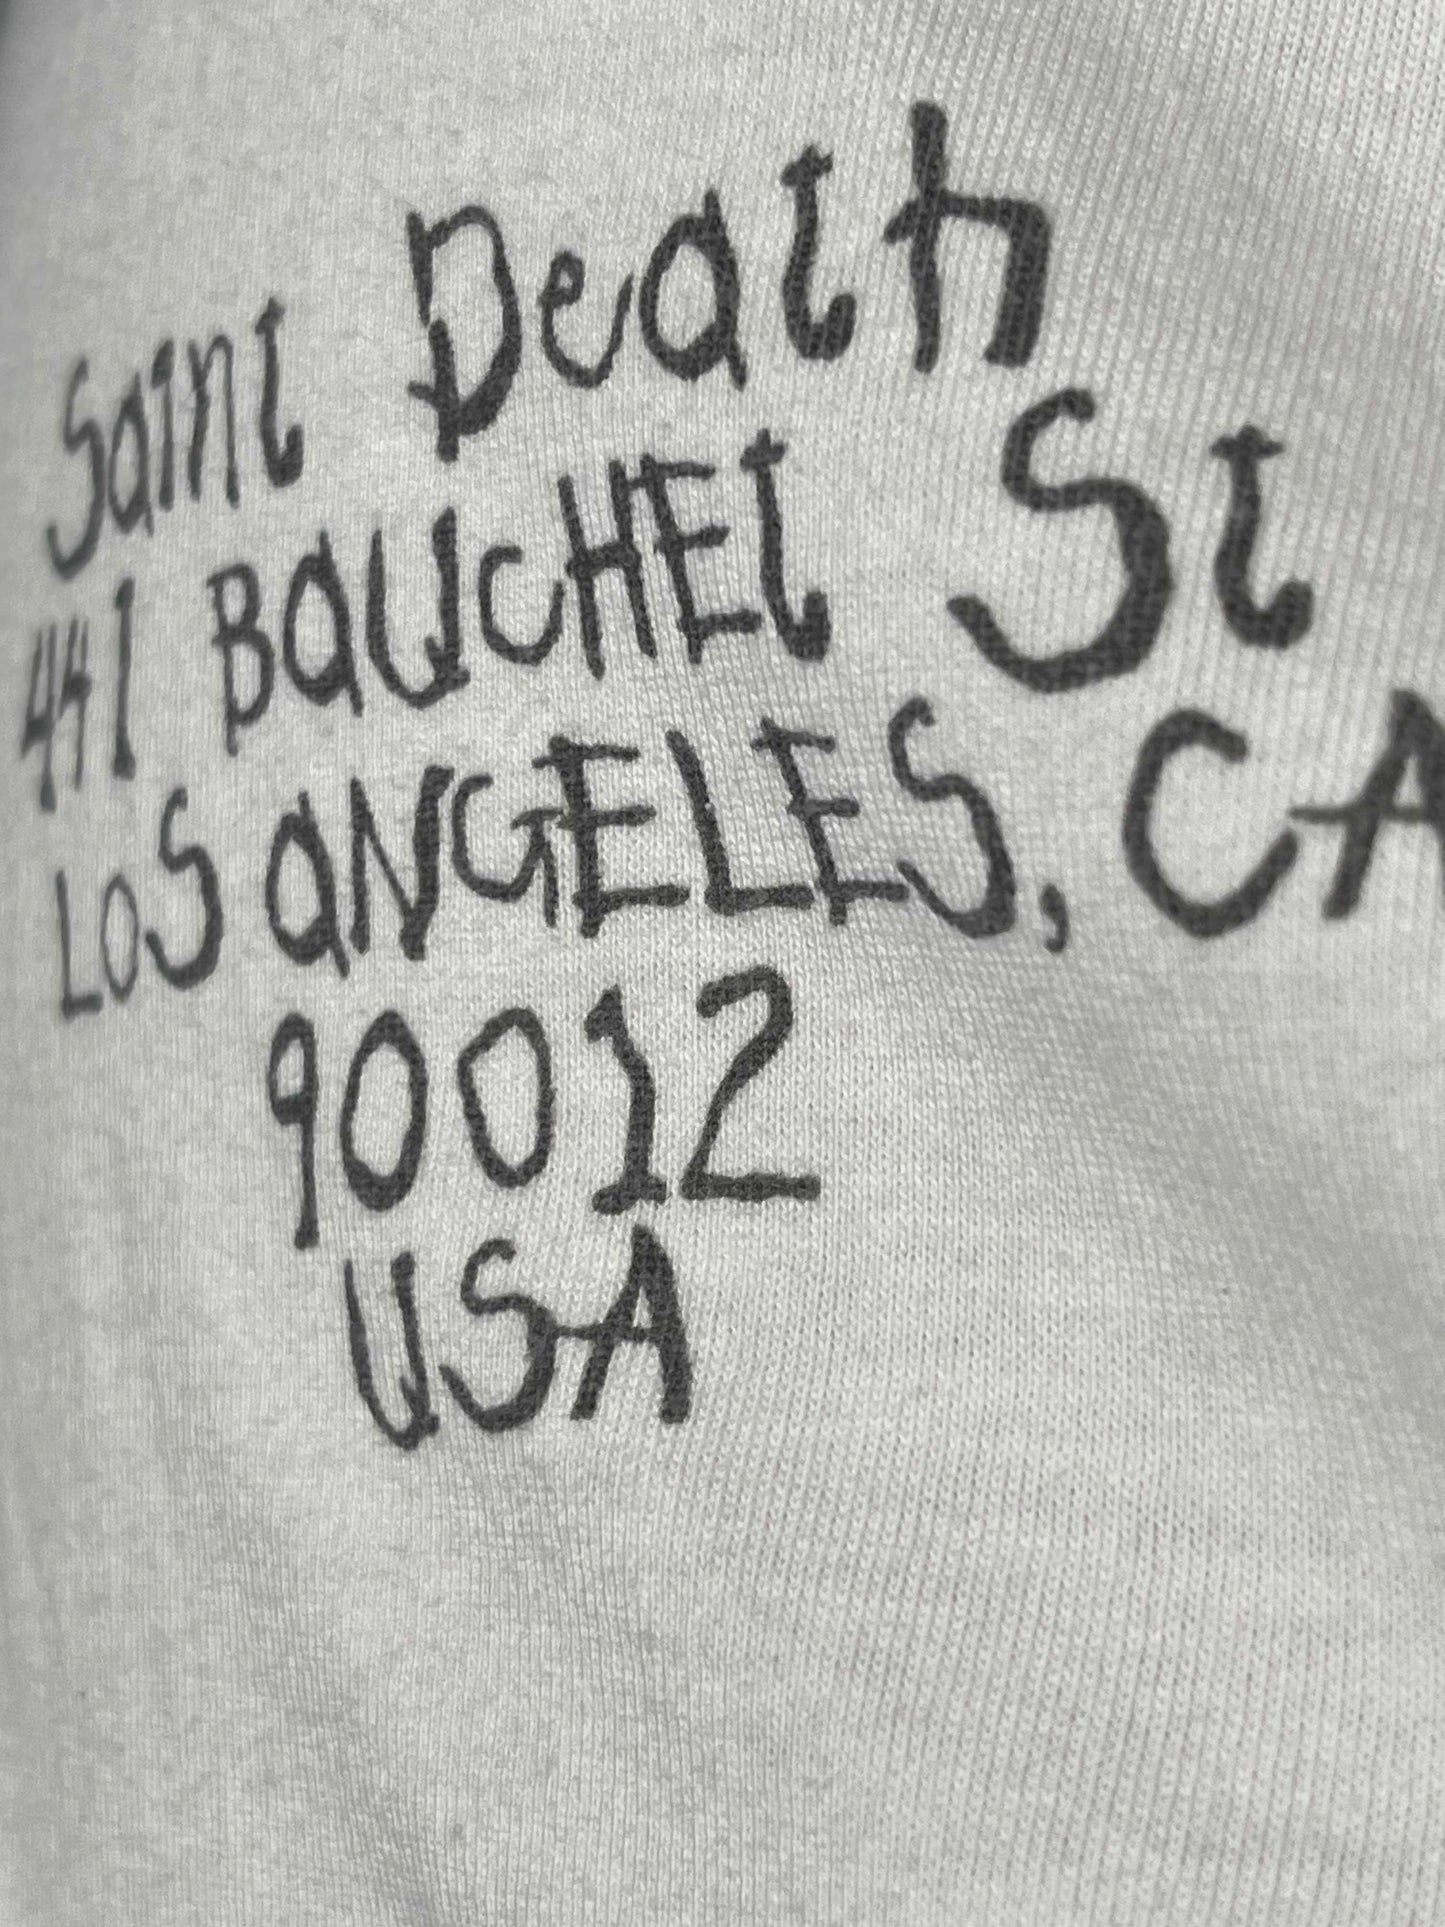 Saint Death
441 BaUCHEt St
LoS aNGELES, CA
90012
USA